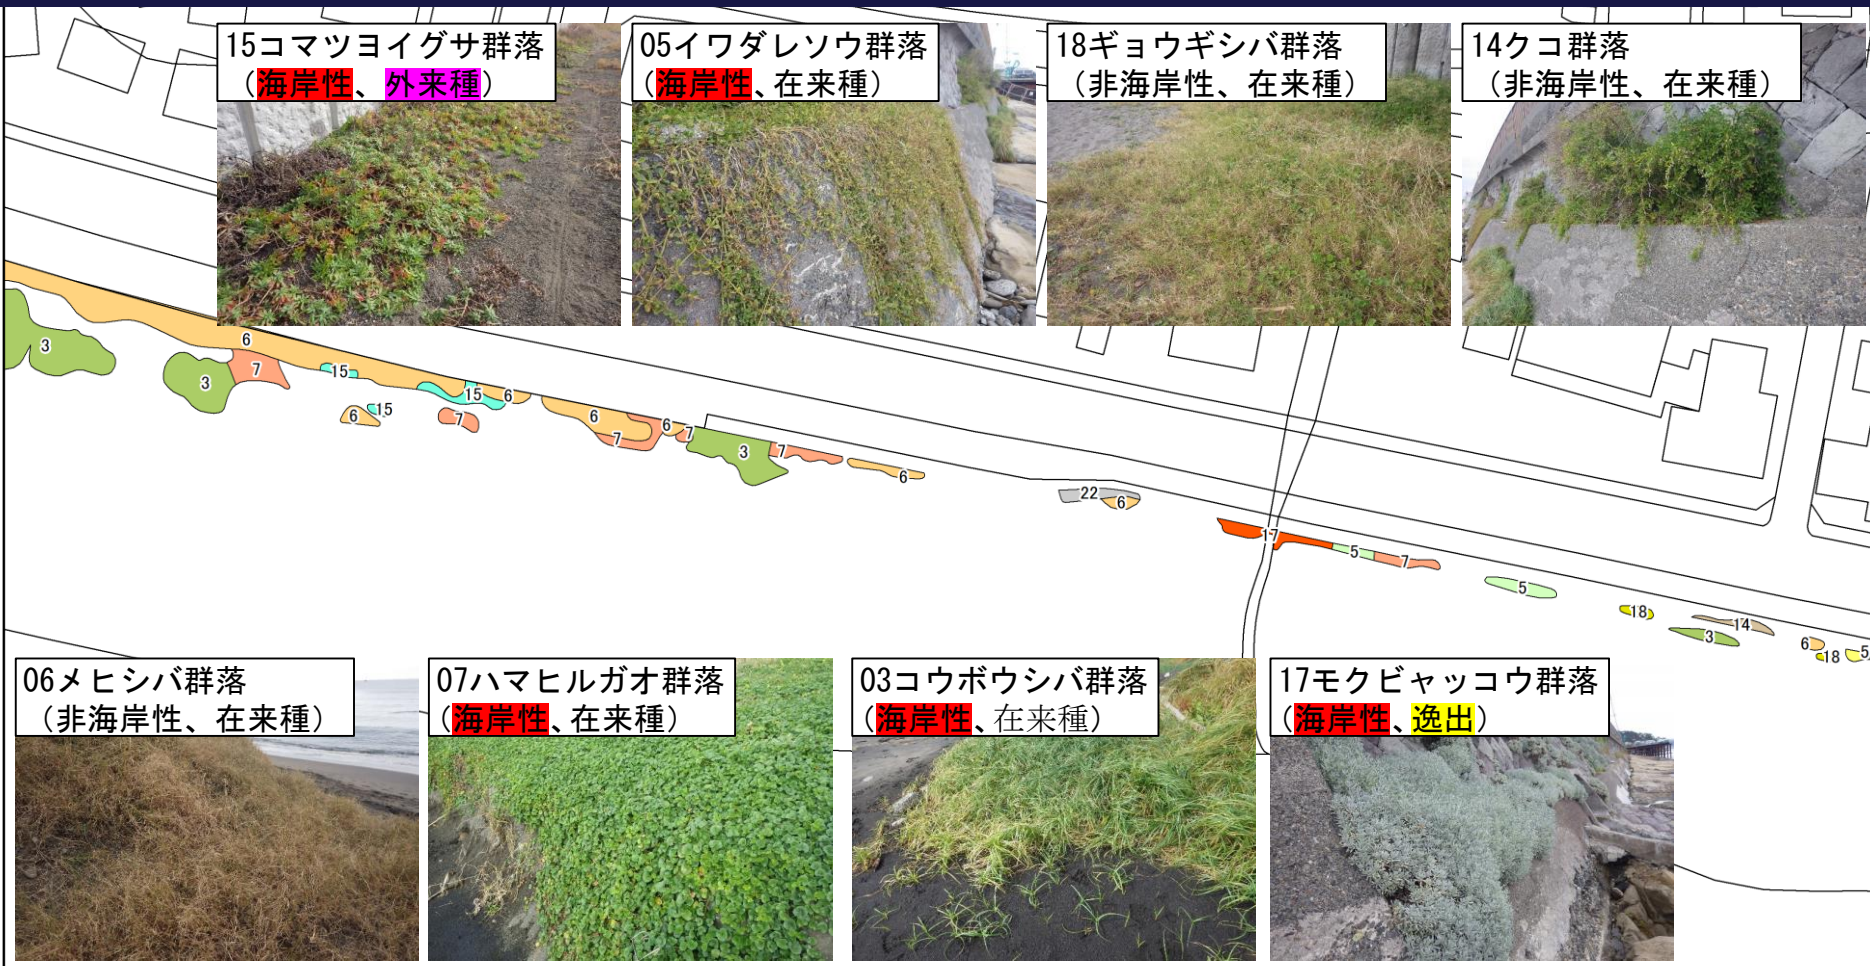 15コマツヨイグサ群落
（海岸性、外来種）
05イワダレソウ群落
（海岸性、在来種）
18ギョウギシバ群落
（非海岸性、在来種）
14クコ群落
（非海岸性、在来種）
3
6
3
7
15
6
15
15
6
7
6
7
6
7
3
7
6
22
6
17
5
7
5
18
14
3
6
18
5
06メヒシバ群落
（非海岸性、在来種）
07ハマヒルガオ群落
（海岸性、在来種）
03コウボウシバ群落
（海岸性、在来種）
17モクビャッコウ群落
（海岸性、逸出）